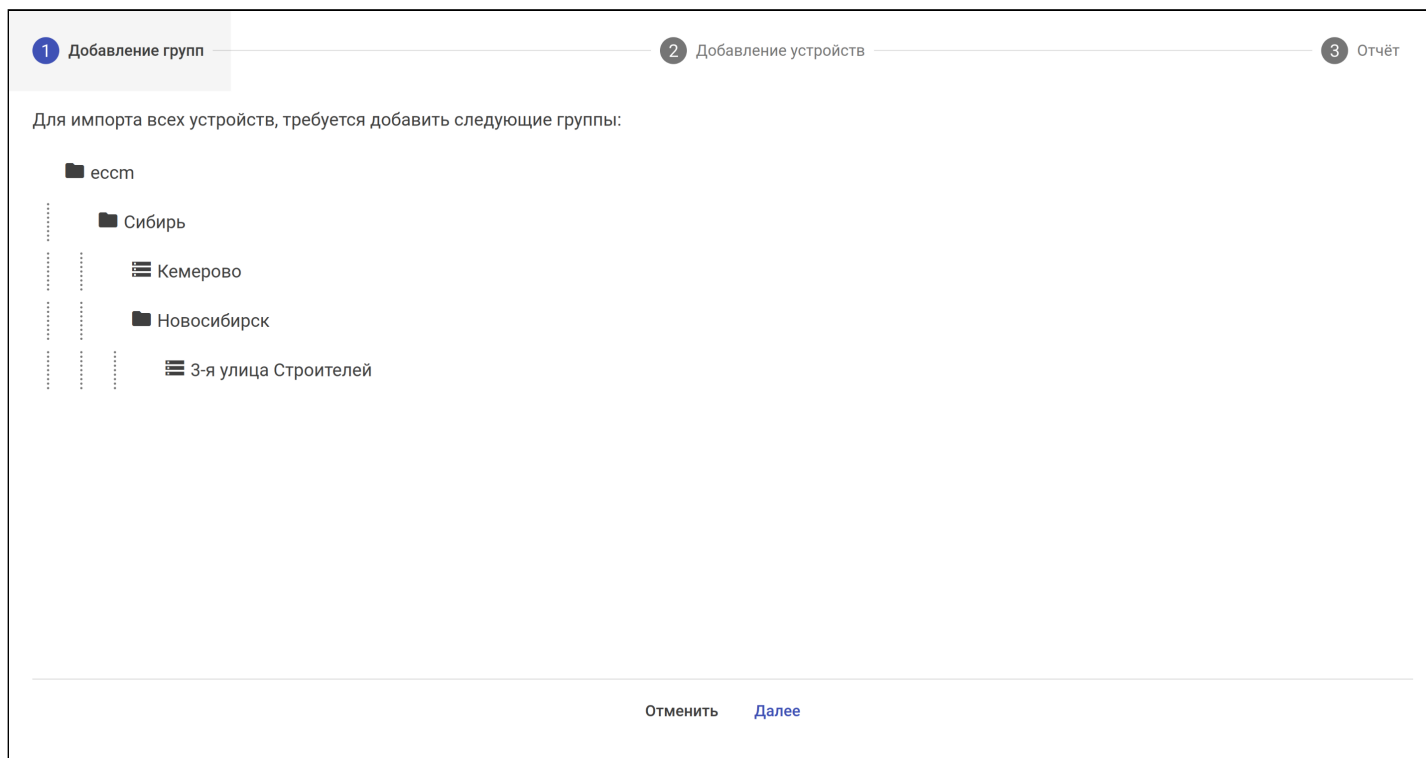 1 Добавление групп 2 Добавление устройств 3 Отчёт
Для импорта всех устройств, требуется добавить следующие группы:
eccm
Сибирь
Кемерово
Новосибирск
3-я улица Строителей
Отменить Далее